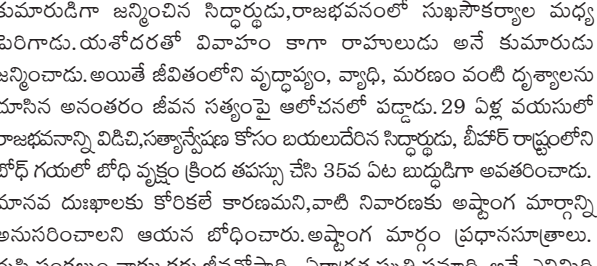 కుమారుడిగా జన్మించిన సిద్ధార్థుడు,రాజభవనంలో సుఖసౌకర్యాల మధ్య
పెరిగాడు.యశోదరతో వివాహం కాగా రాహులుడు అనే కుమారుడు
జన్మించాడు.అయితే జీవితంలోని వృద్ధాప్యం, వ్యాధి, మరణం వంటి దృశ్యాలను
చూసిన అనంతరం జీవన సత్యంపై ఆలోచనలో పడ్డాడు. 29 ఏళ్ల వయసులో
రాజభవనాన్ని విడిచి,సత్యాన్వేషణ కోసం బయలుదేరిన సిద్ధార్థుడు, బీహార్ రాష్ట్రంలోని
బోధ్ గయలో బోధి వృక్షం క్రింద తపస్సు చేసి 35వ ఏట బుద్ధుడిగా అవతరించాడు.
మానవ దుఃఖాలకు కోరికలే కారణమని,వాటి నివారణకు అష్టాంగ మార్గాన్ని
అనుసరించాలని ఆయన బోధించారు.అష్టాంగ మార్గం ప్రధానసూత్రాలు.